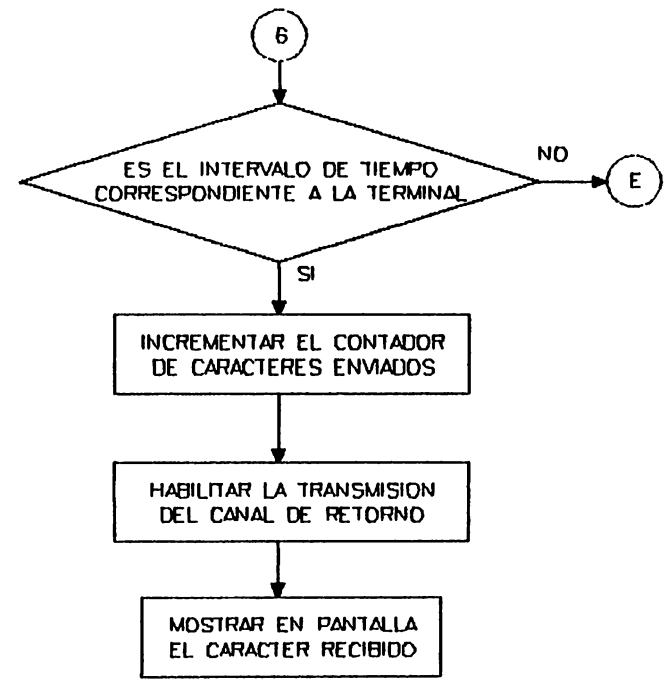 6
ES EL INTERVALO DE TIEMPO
CORRESPONDIENTE A LA TERMINAL
NO
E
SI
INCREMENTAR EL CONTADOR
DE CARACTERES ENVIADOS
HABILITAR LA TRANSMISION
DEL CANAL DE RETORNO
MOSTRAR EN PANTALLA
EL CARACTER RECIBIDO